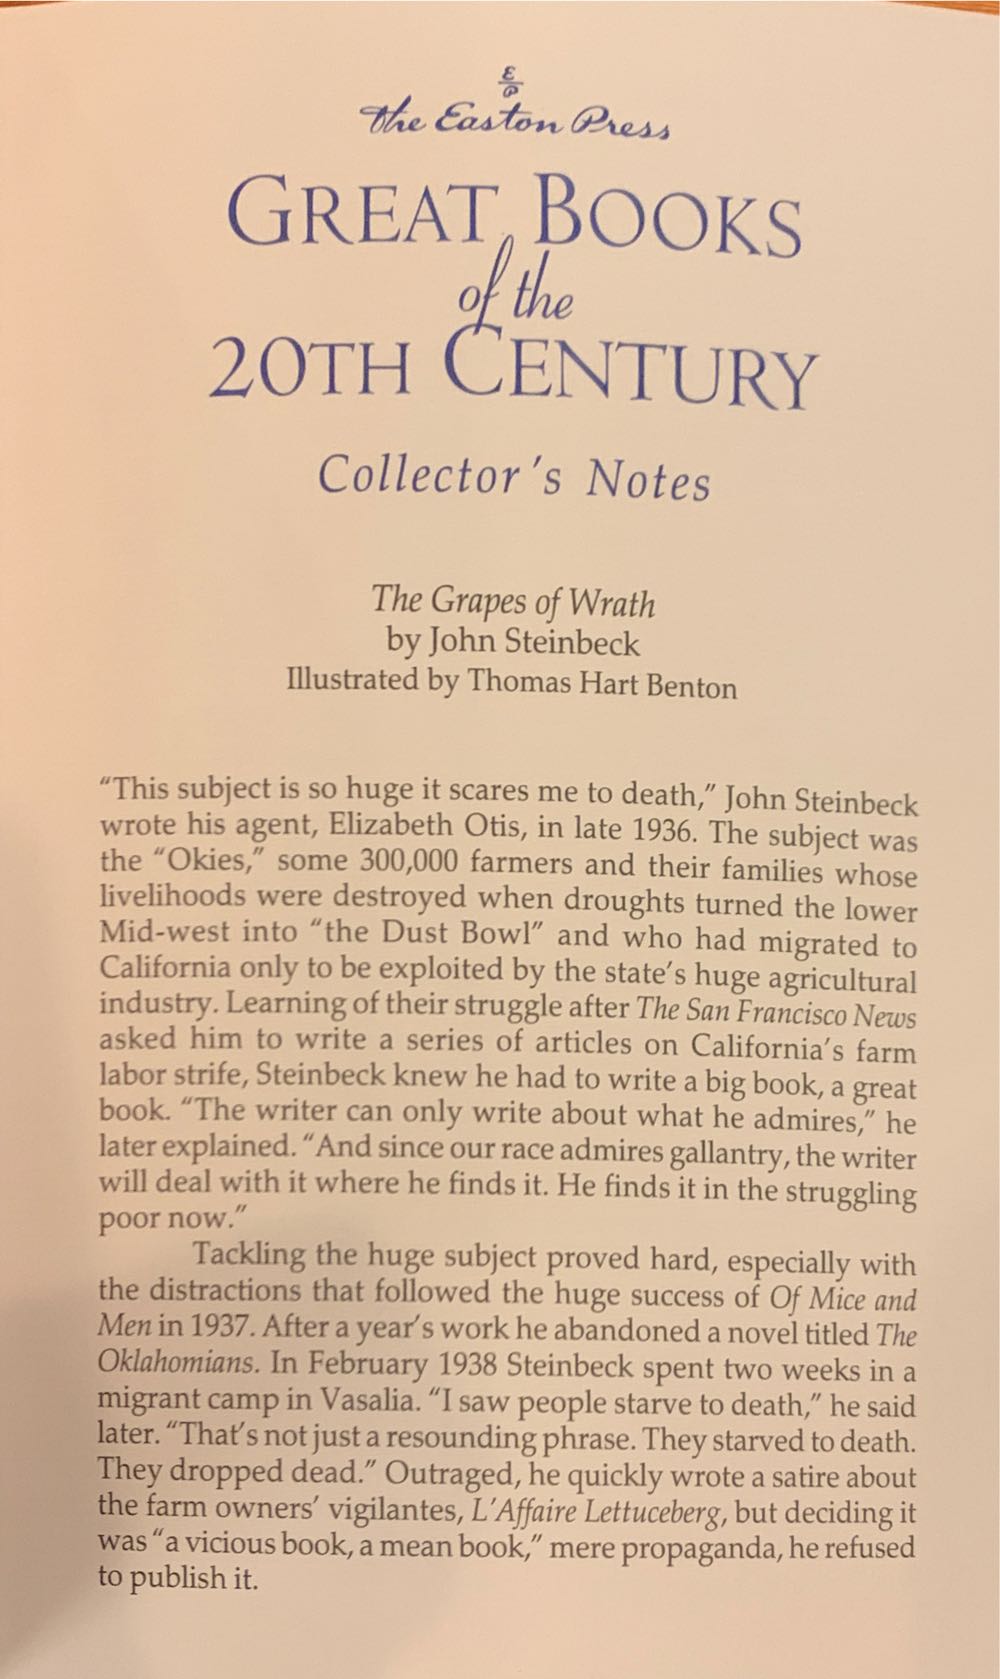 E
P
The Easton Press
GREAT BOOKS
of the
20TH CENTURY
Collector's Notes
The Grapes of Wrath
by John Steinbeck
Illustrated by Thomas Hart Benton
“This subject is so huge it scares me to death,” John Steinbeck
wrote his agent, Elizabeth Otis, in late 1936. The subject was
the “Okies,” some 300,000 farmers and their families whose
livelihoods were destroyed when droughts turned the lower
Mid-west into “the Dust Bowl” and who had migrated to
California only to be exploited by the state’s huge agricultural
industry. Learning of their struggle after The San Francisco News
asked him to write a series of articles on California’s farm
labor strife, Steinbeck knew he had to write a big book, a great
book. “The writer can only write about what he admires,” he
later explained. “And since our race admires gallantry, the writer
will deal with it where he finds it. He finds it in the struggling
poor now.”
Tackling the huge subject proved hard, especially with
the distractions that followed the huge success of Of Mice and
Men in 1937. After a year’s work he abandoned a novel titled The
Oklahomians. In February 1938 Steinbeck spent two weeks in a
migrant camp in Vasalia. “I saw people starve to death,” he said
later. “That’s not just a resounding phrase. They starved to death.
They dropped dead.” Outraged, he quickly wrote a satire about
the farm owners’ vigilantes, L’Affaire Lettuceberg, but deciding it
was “a vicious book, a mean book,” mere propaganda, he refused
to publish it.